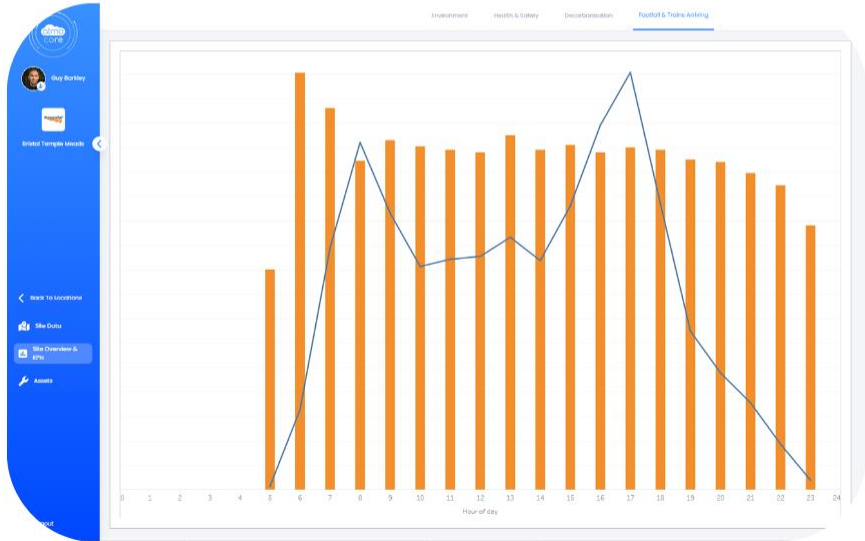 Environment
Health & Safety
Decarbonisation
Footfall & Trains Arriving
core
Guy Barkley
Bristol Temple Meads
Back To Locations
Site Data
Site Overview &
KPIs
Assets
0 1 2 3 4 5 6 7 8 9 10 11 12 13 14 15 16 17 18 19 20 21 22 23 24
Hour of day